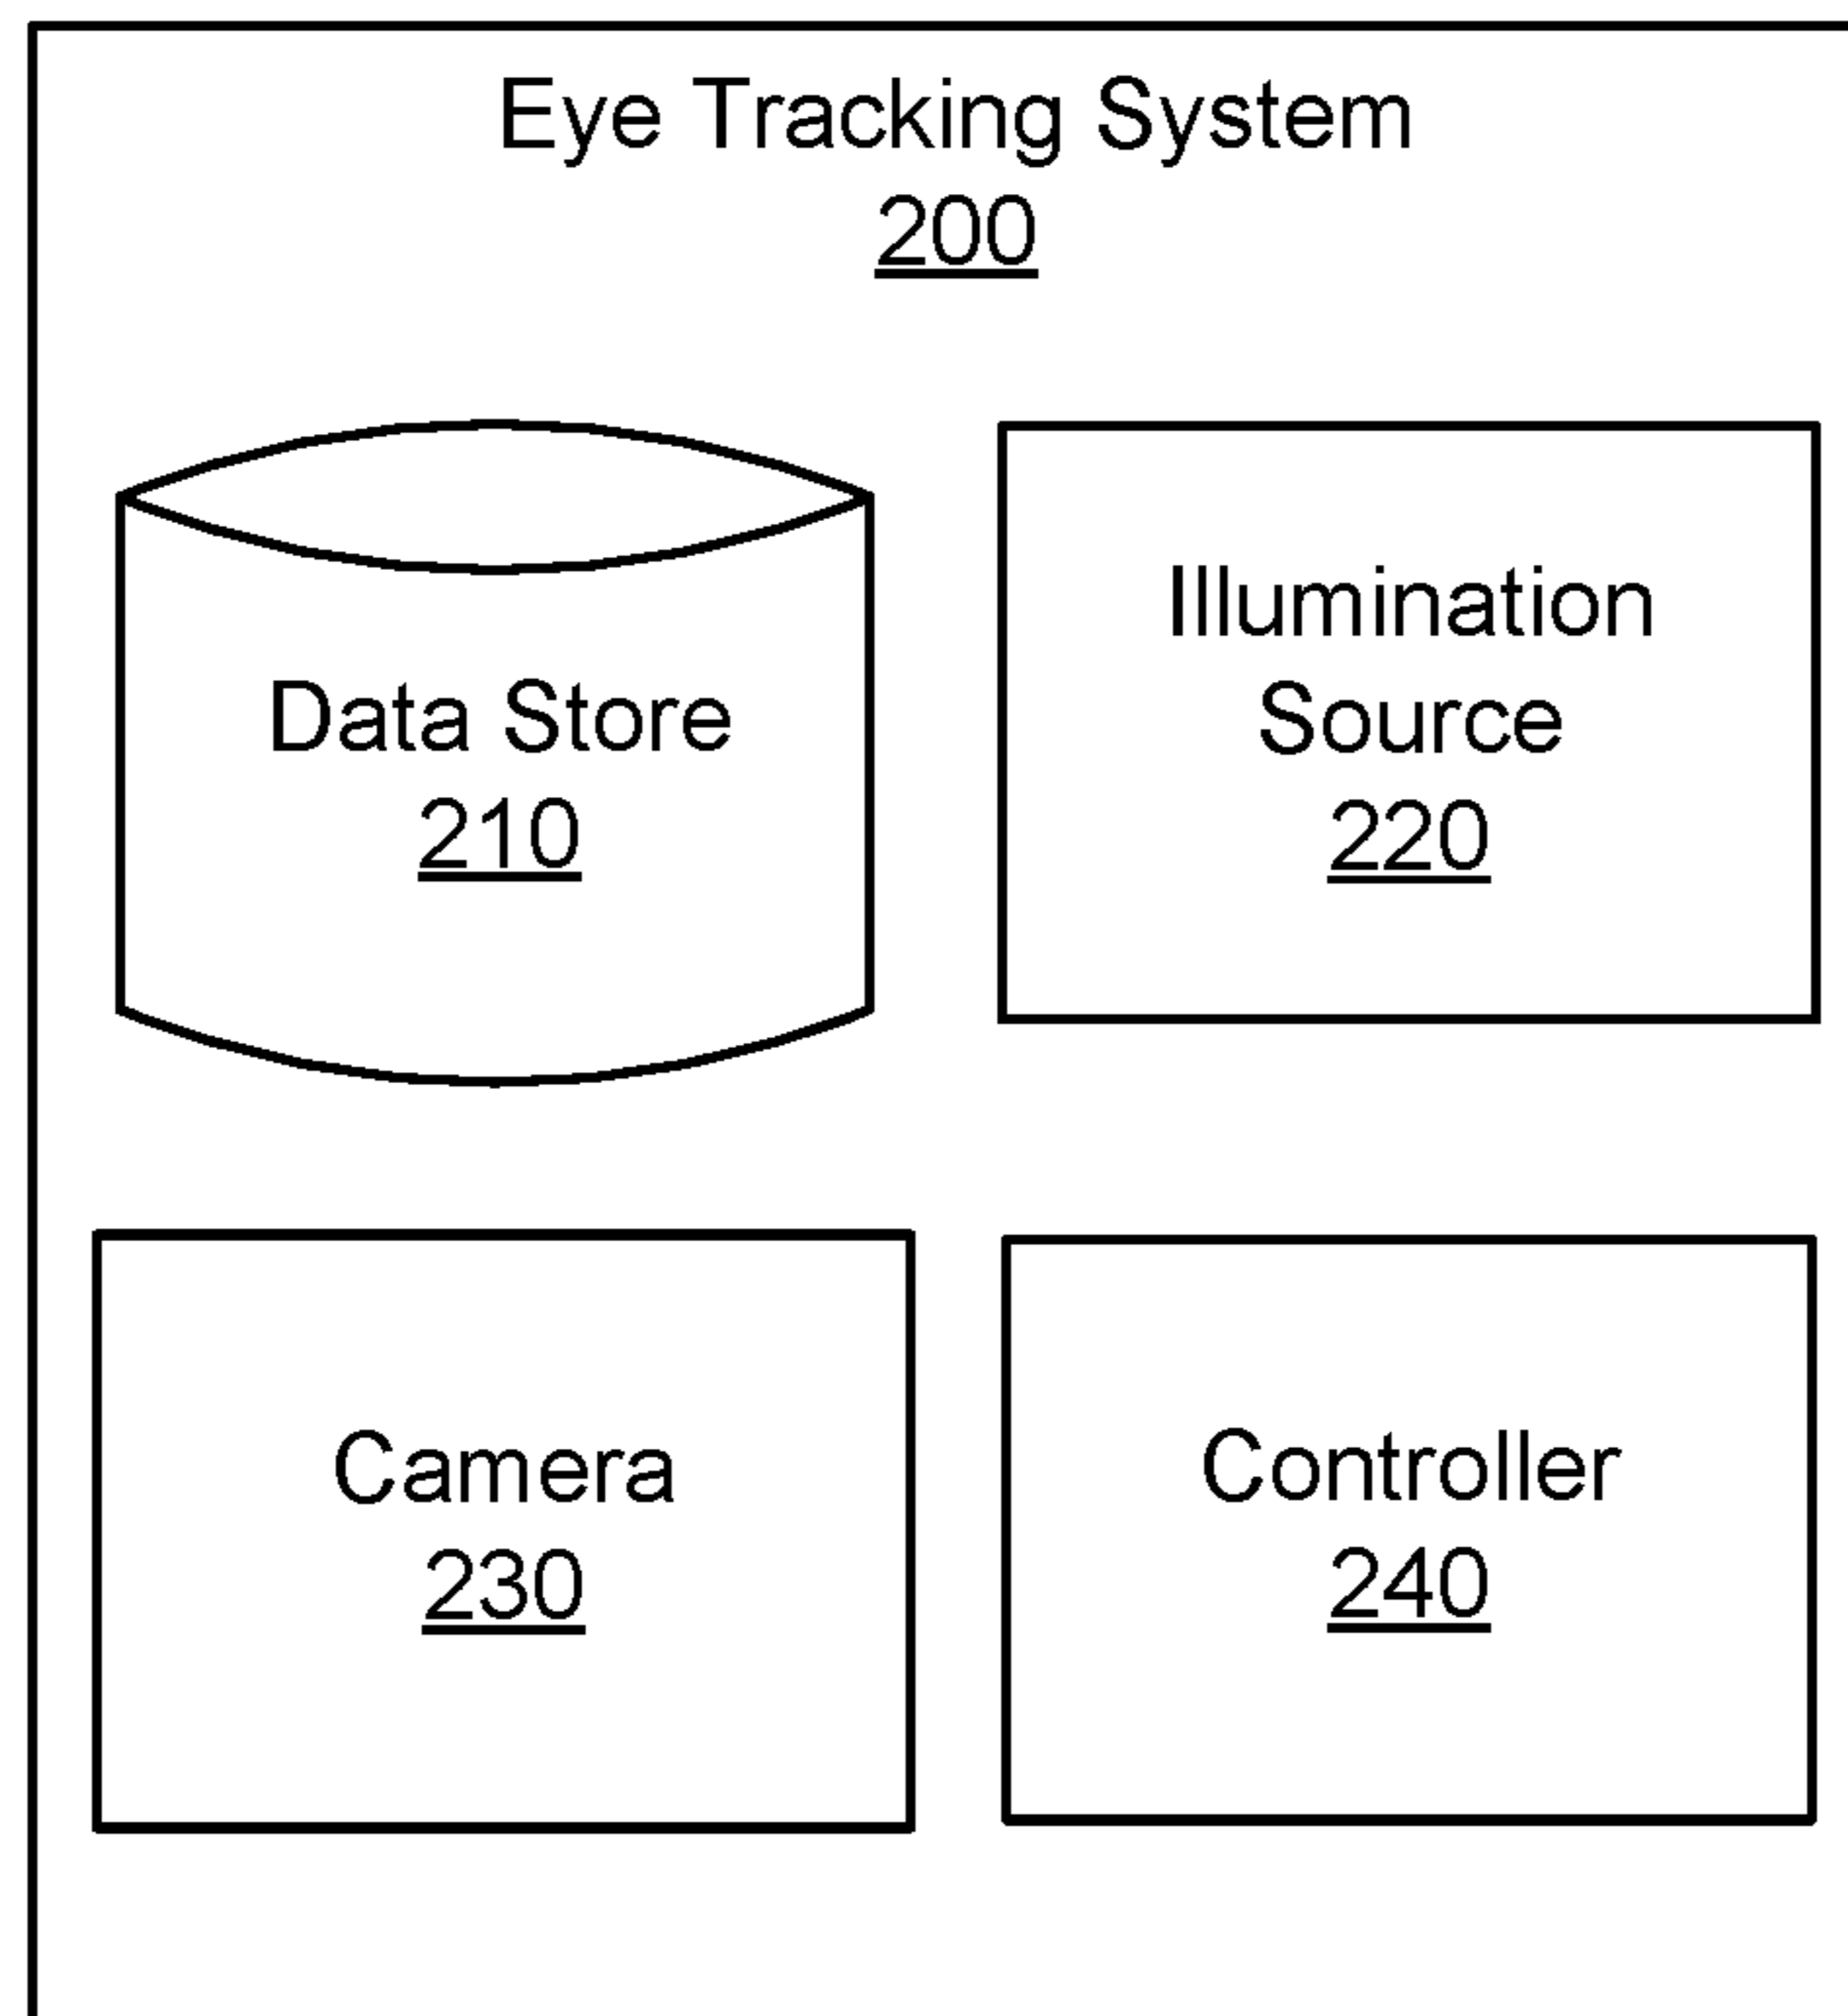 Eye Tracking System
200
Data Store
210
Illumination
Source
220
Camera
230
Controller
240